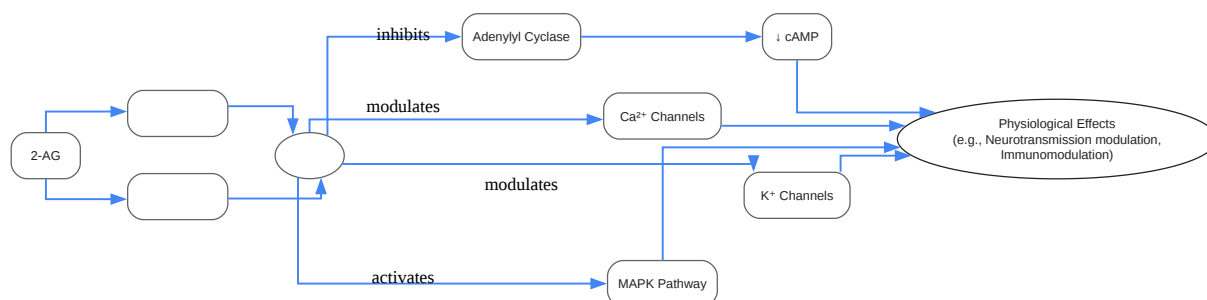 inhibits
Adenylyl Cyclase
↓ cAMP
modulates
Ca²⁺ Channels
Physiological Effects
(e.g., Neurotransmission modulation,
Immunomodulation)
2-AG
modulates
K⁺ Channels
activates
MAPK Pathway